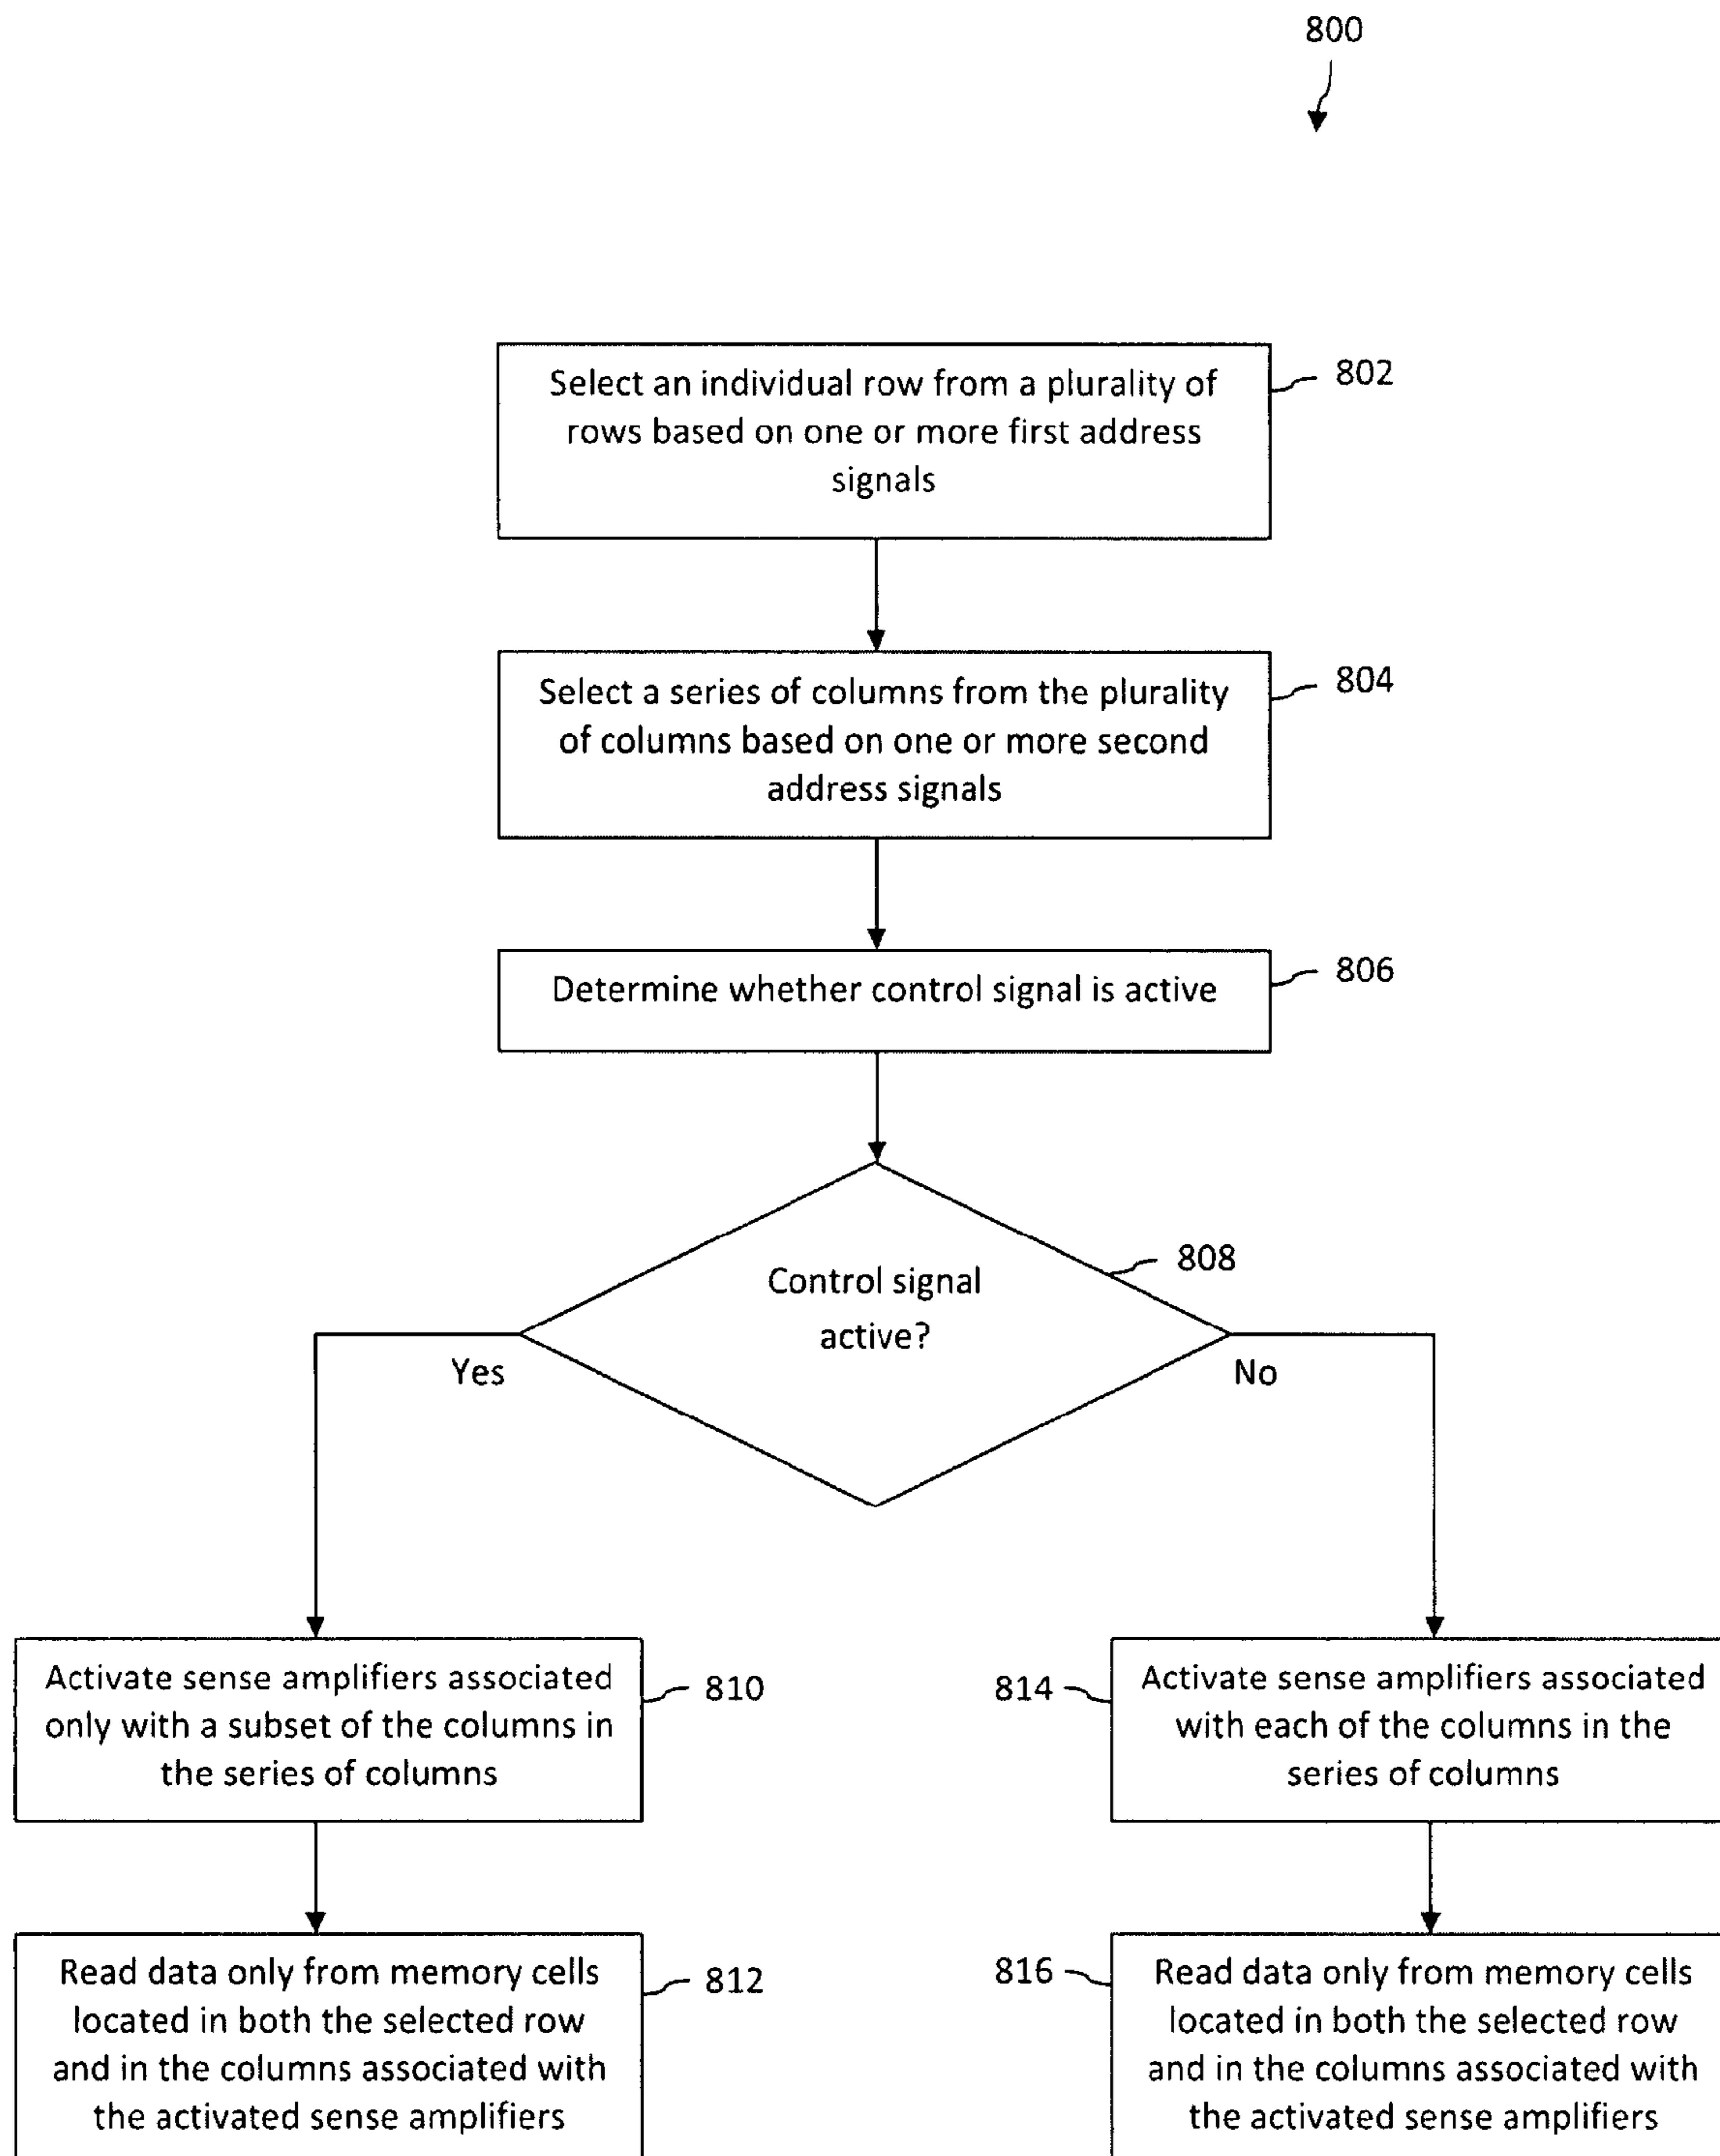 800
Select an individual row from a plurality of
rows based on one or more first address
signals
802
Select a series of columns from the plurality
of columns based on one or more second
address signals
804
Determine whether control signal is active
806
Control signal
active?
808
Yes
No
Activate sense amplifiers associated
only with a subset of the columns in
the series of columns
810
814
Activate sense amplifiers associated
with each of the columns in the
series of columns
Read data only from memory cells
located in both the selected row
and in the columns associated with
the activated sense amplifiers
812
816
Read data only from memory cells
located in both the selected row
and in the columns associated with
the activated sense amplifiers